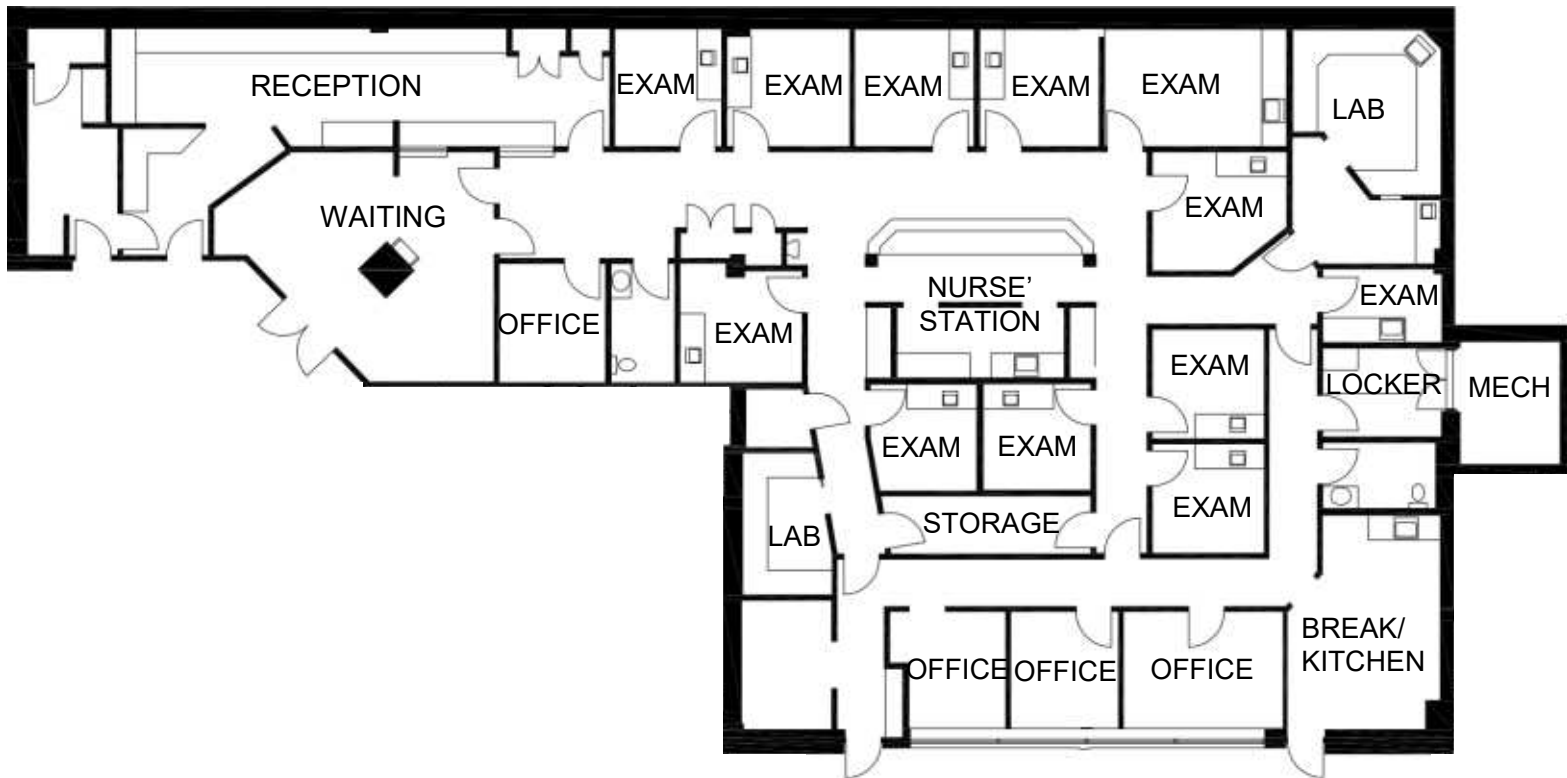 RECEPTION
EXAM
EXAM
EXAM
EXAM
EXAM
LAB
WAITING
EXAM
NURSE'
STATION
EXAM
OFFICE
EXAM
EXAM
LOCKER
MECH
EXAM
EXAM
EXAM
STORAGE
LAB
OFFICE
OFFICE
OFFICE
BREAK/
KITCHEN